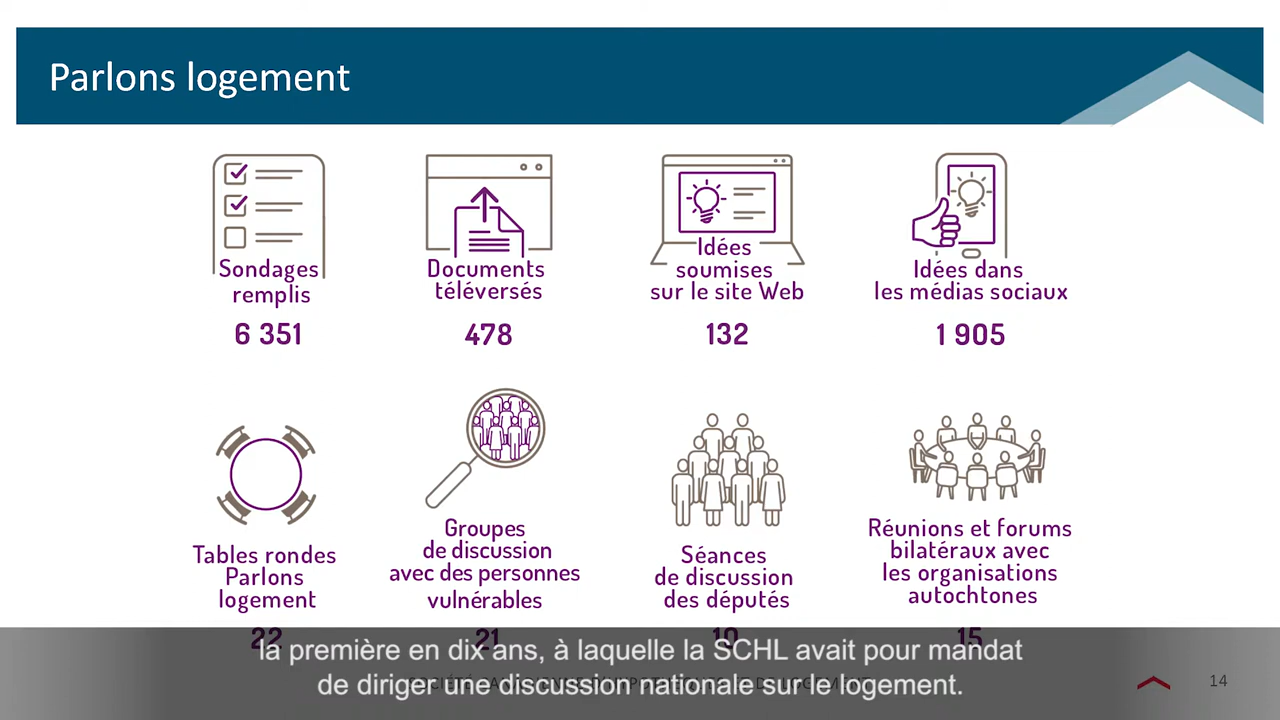 Parlons logement
Sondages
remplis
6 351
Documents
téléversés
478
Idées
soumises
sur le site Web
132
Idées dans
les médias sociaux
1 905
Tables rondes
Parlons
logement
22
Groupes
de discussion
avec des personnes
vulnérables
21
Séances
de discussion
des députés
10
Réunions et forums
bilatéraux avec
les organisations
autochtones
15
la première en dix ans, à laquelle la SCHL avait pour mandat
de diriger une discussion nationale sur le logement.
14